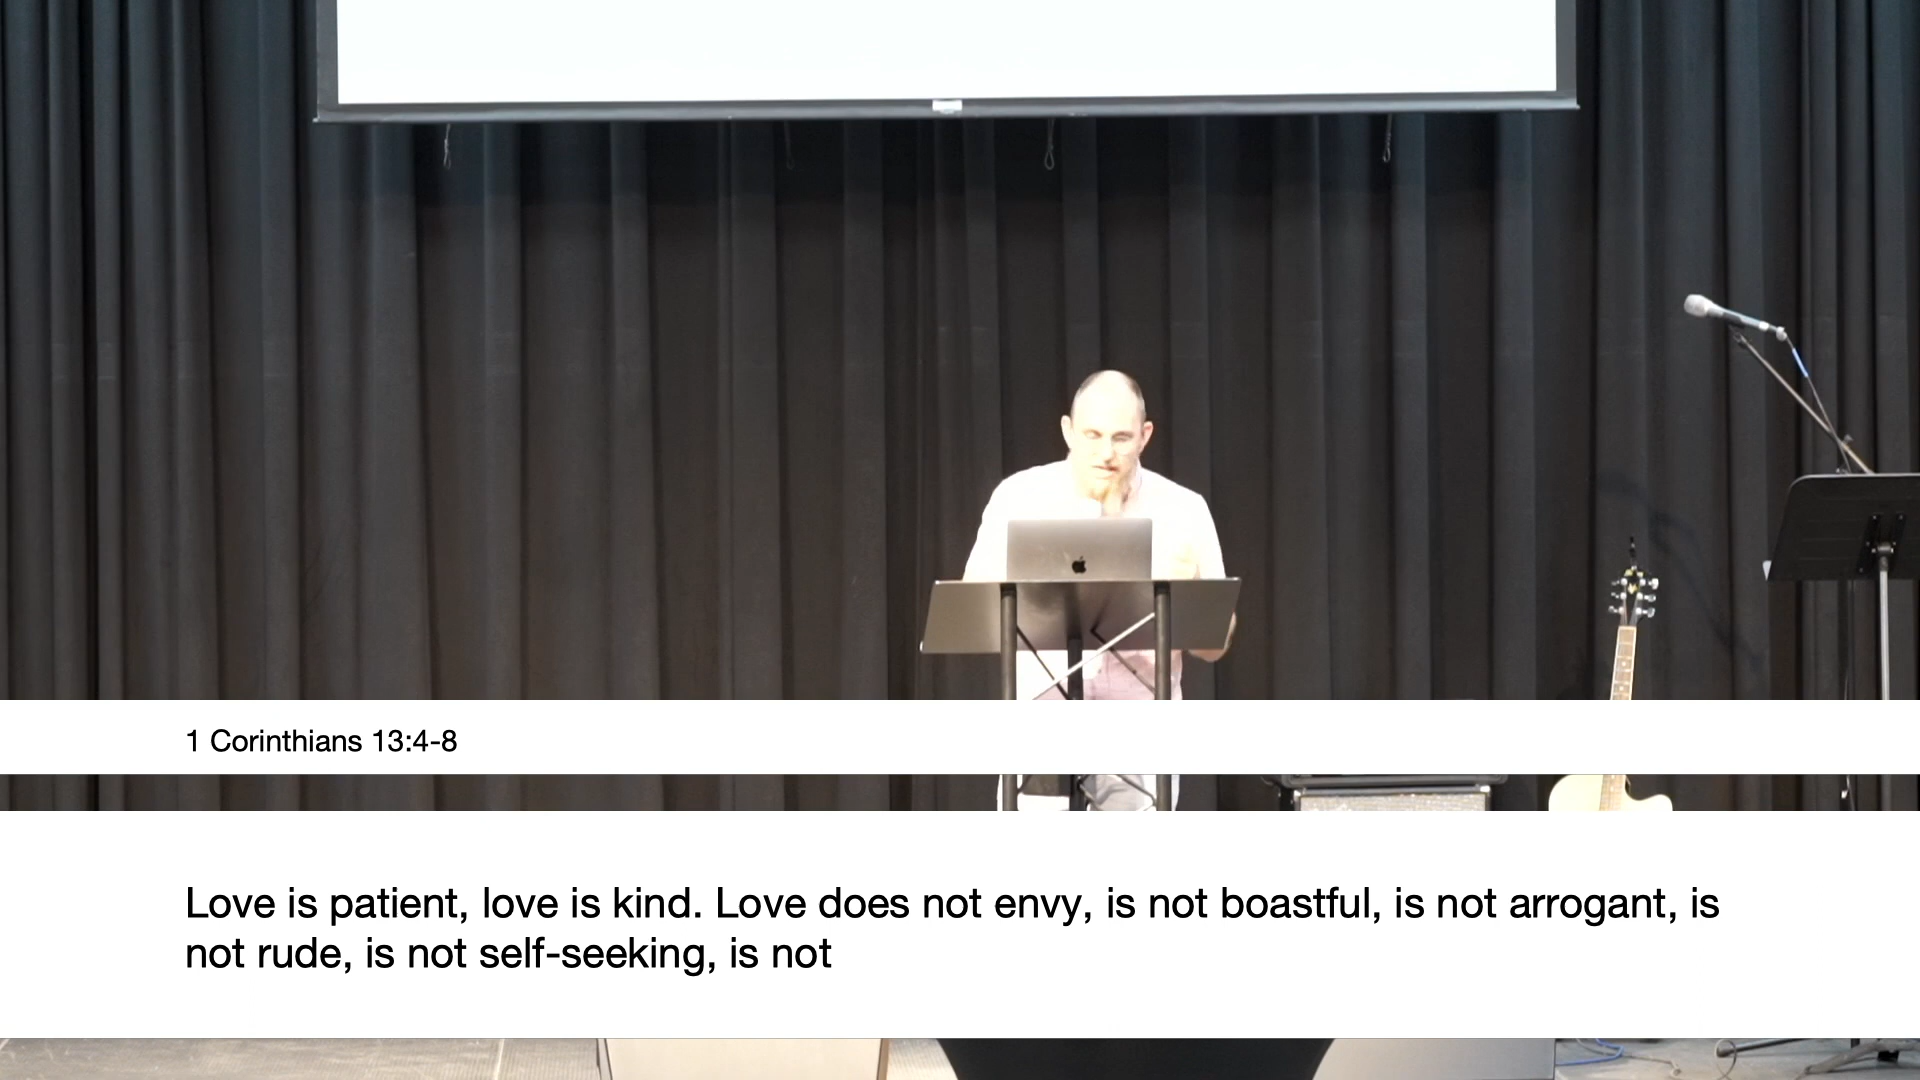 1 Corinthians 13:4-8
Love is patient, love is kind. Love does not envy, is not boastful, is not arrogant, is
not rude, is not self-seeking, is not